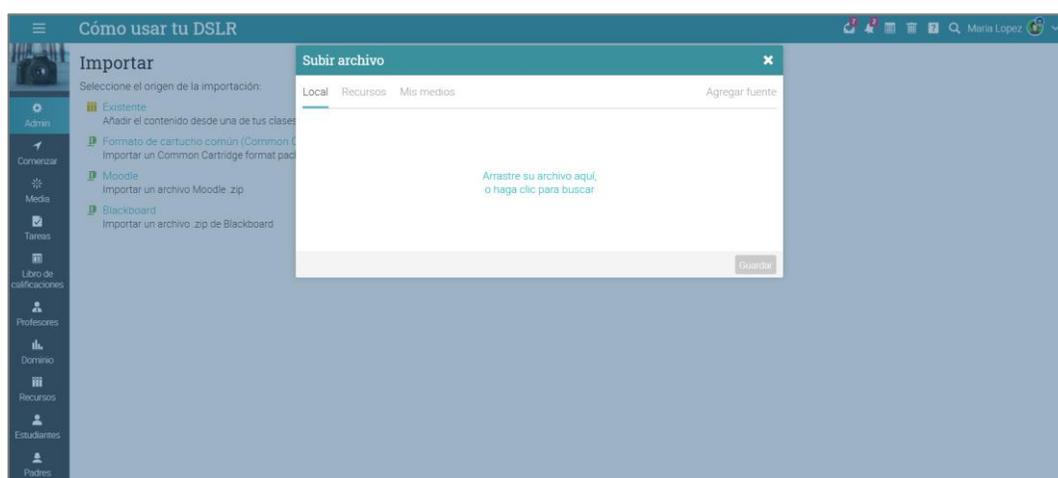 Cómo usar tu DSLR
Maria Lopez
Admin
Comenzar
Media
Tareas
Libro de
calificaciones
Profesores
Dominio
Recursos
Estudiantes
Padres
Importar
Seleccione el origen de la importación:
Existente
Añadir el contenido desde una de tus clases
Formato de cartucho común (Common C
Importar un Common Cartridge format pac
Moodle
Importar un archivo Moodle .zip
Blackboard
Importar un archivo .zip de Blackboard
Subir archivo
Local Recursos Mis medios Agregar fuente
Arrastre su archivo aquí,
o haga clic para buscar
Guardar